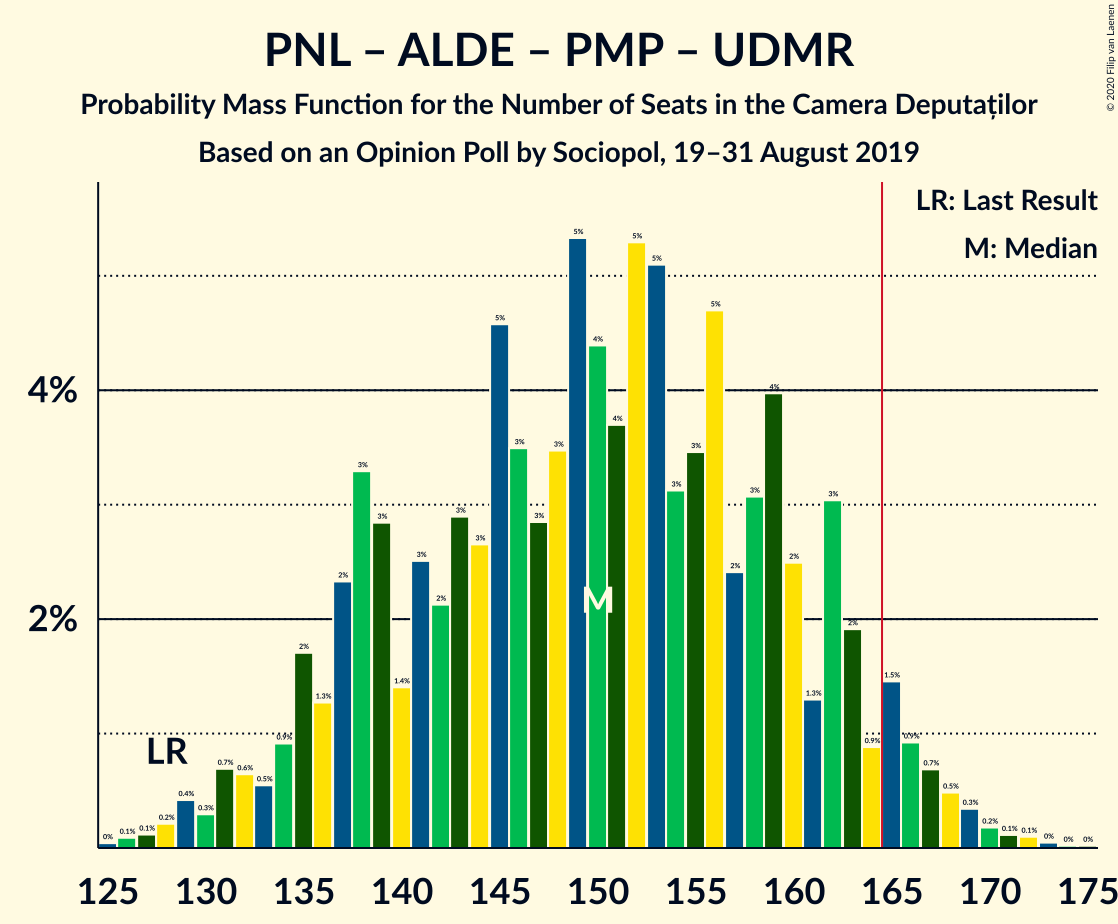 PNL – ALDE – PMP – UDMR
Probability Mass Function for the Number of Seats in the Camera Deputaților
Based on an Opinion Poll by Sociopol, 19–31 August 2019
© 2020 Filip van Laenen
LR: Last Result
M: Median
4%
2%
LR
M
0% 0.1% 0.1% 0.2% 0.4% 0.3% 0.7% 0.6% 0.5% 0.9% 2% 1.3% 2% 3% 3% 1.4% 3% 2% 3% 3% 5% 3% 3% 3% 5% 4% 4% 5% 5% 3% 3% 5% 2% 3% 4% 2% 1.3% 3% 2% 0.9% 1.5% 0.9% 0.7% 0.5% 0.3% 0.2% 0.1% 0.1% 0% 0% 0%
125 130 135 140 145 150 155 160 165 170 175